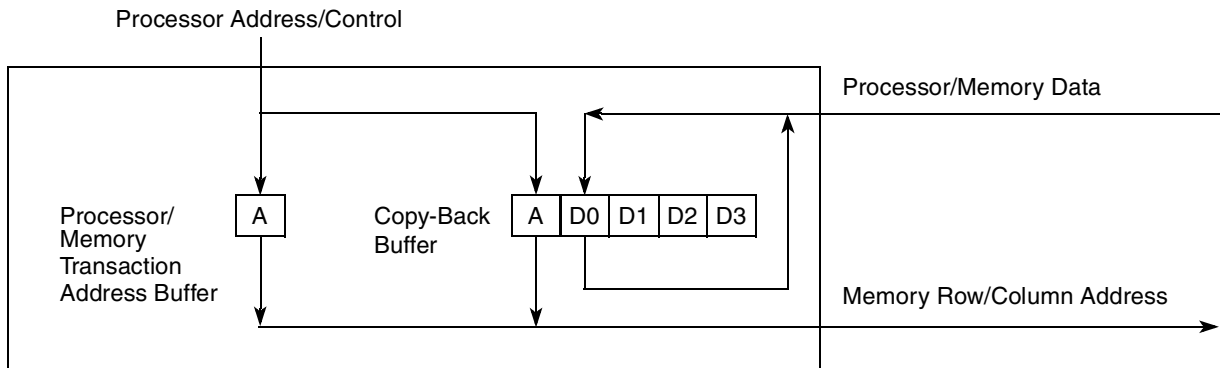 Processor Address/Control
Processor/Memory Data
Processor/
Memory
Transaction
Address Buffer
A
Copy-Back
Buffer
A D0 D1 D2 D3
Memory Row/Column Address